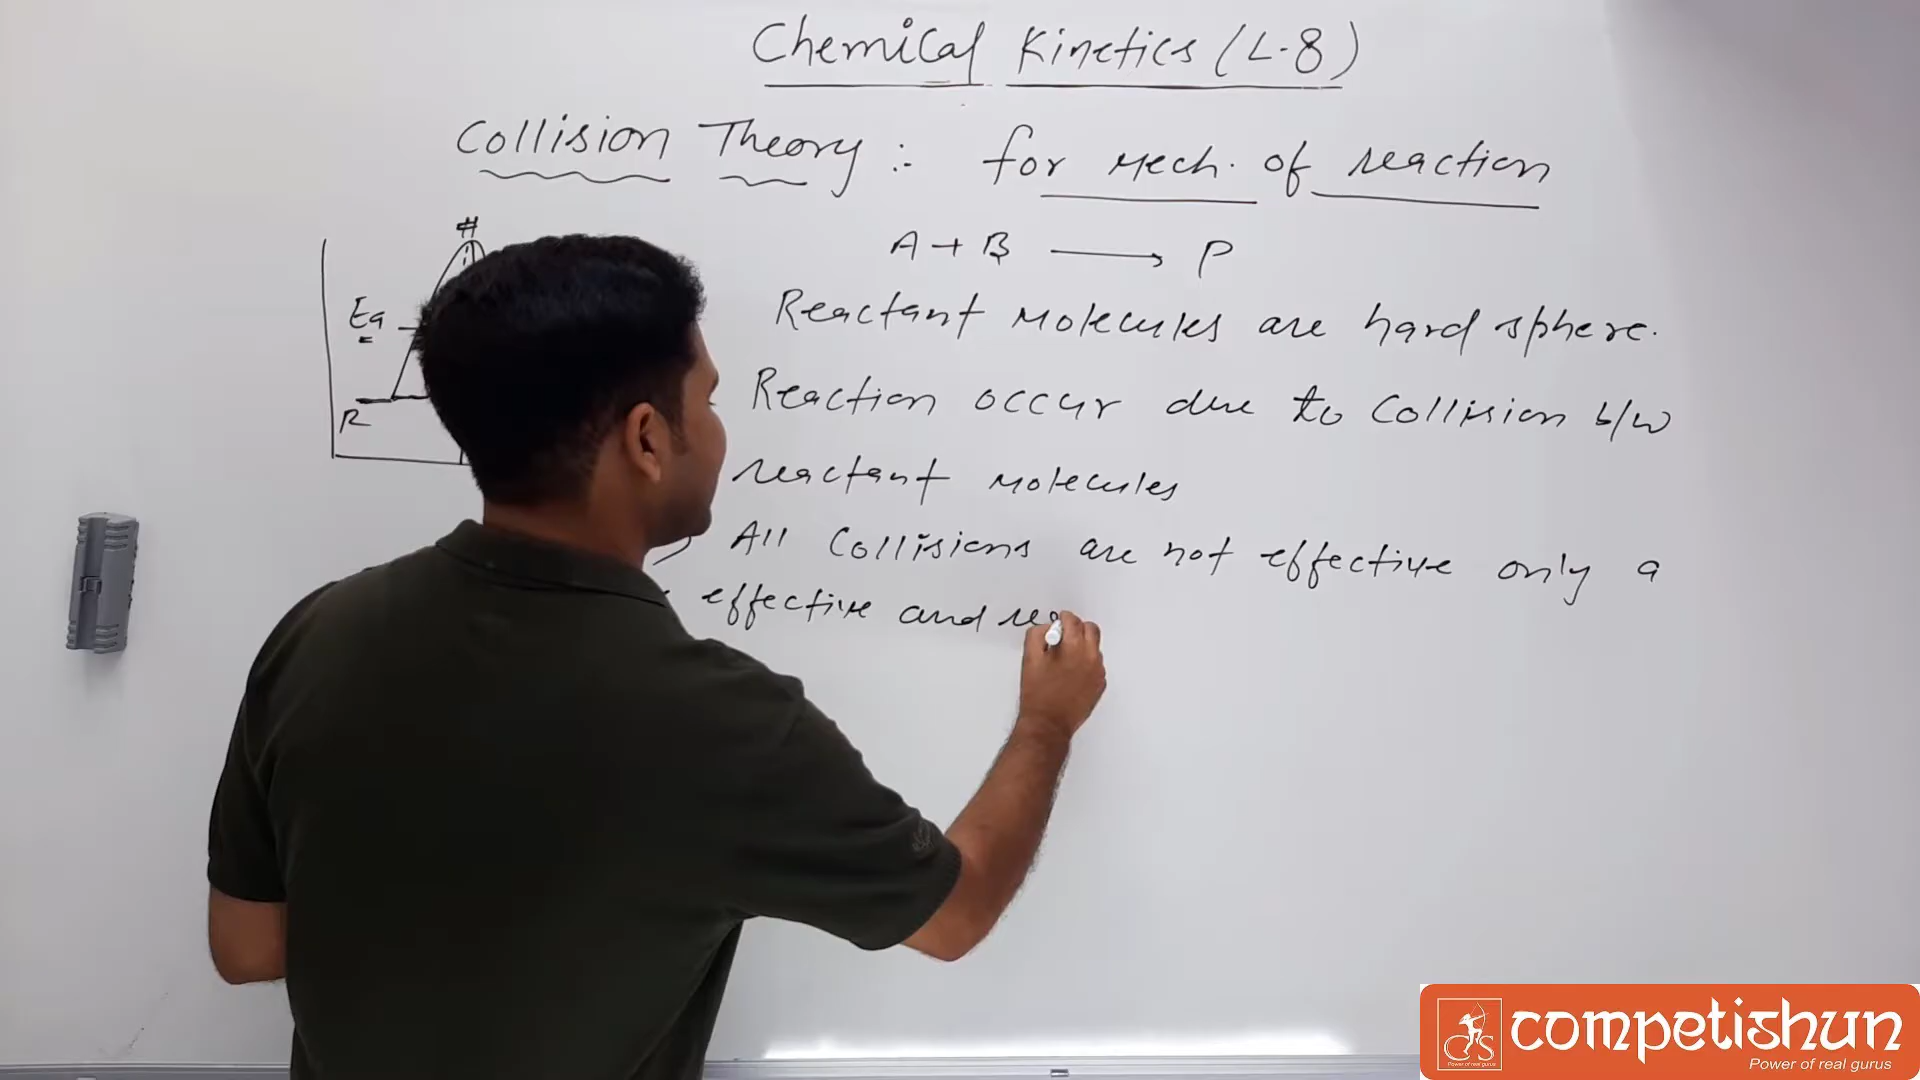 Chemical Kinetics (L-8)
Collision Theory :- for Mech. of reaction
A + B → P
#
Ea
R
Reactant Molecules are hard sphere.
Reaction occur due to Collision b/w
reactant molecules
All Collisions are not effective only a
effective and
competishun
Power of real gurus